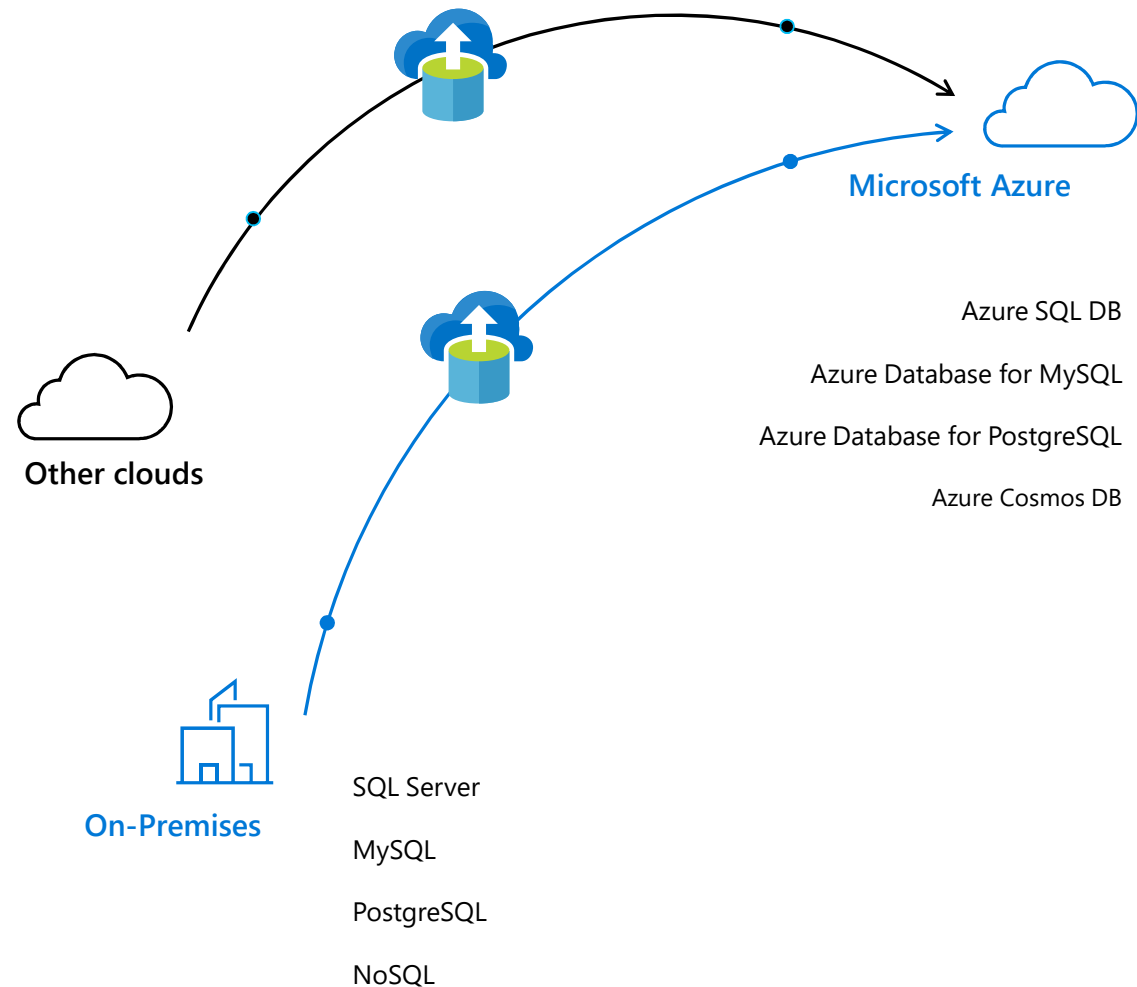 Microsoft Azure
Azure SQL DB
Azure Database for MySQL
Azure Database for PostgreSQL
Azure Cosmos DB
Other clouds
On-Premises
SQL Server
MySQL
PostgreSQL
NoSQL